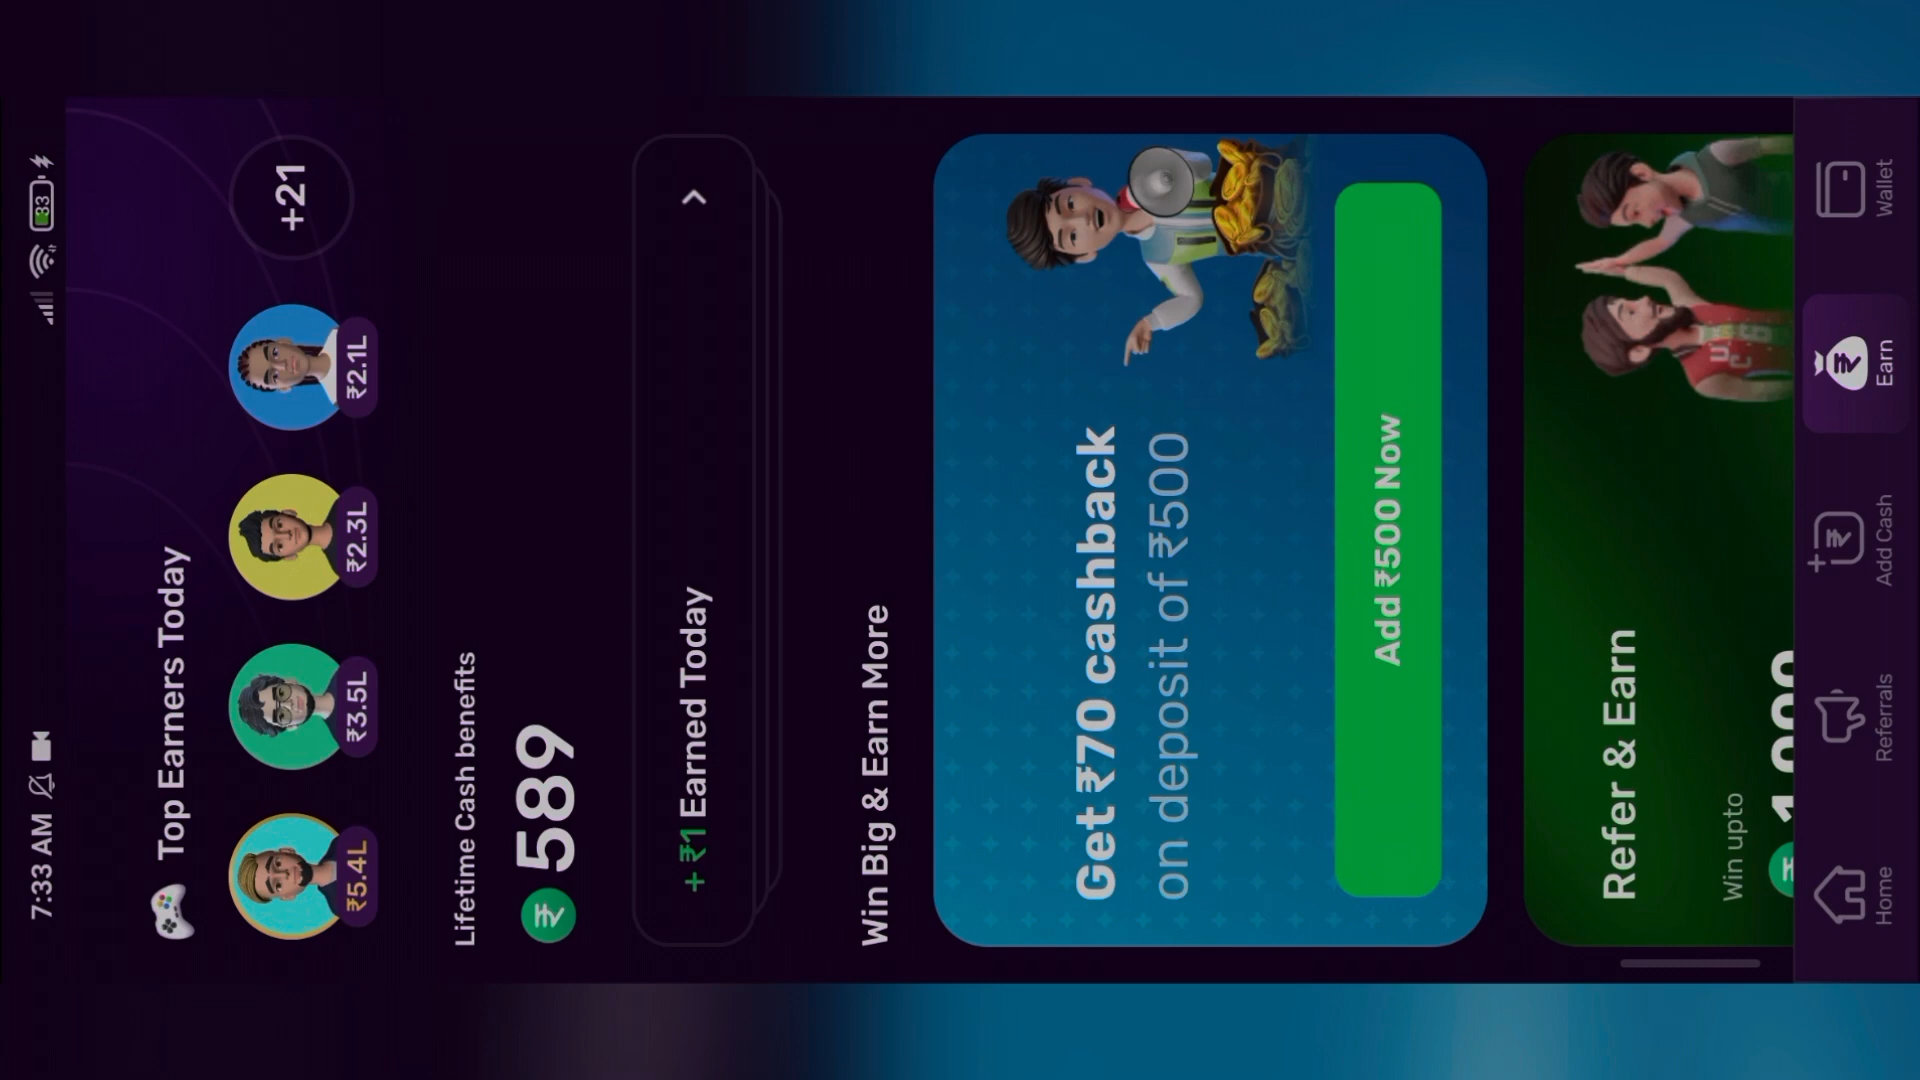 7:33 AM
33
Top Earners Today
₹5.4L
₹3.5L
₹2.3L
₹2.1L
+21
Lifetime Cash benefits
₹ 589
+ ₹1 Earned Today
Win Big & Earn More
Get ₹70 cashback
on deposit of ₹500
Add ₹500 Now
Refer & Earn
Win upto
Home
Referrals
Add Cash
Earn
Wallet